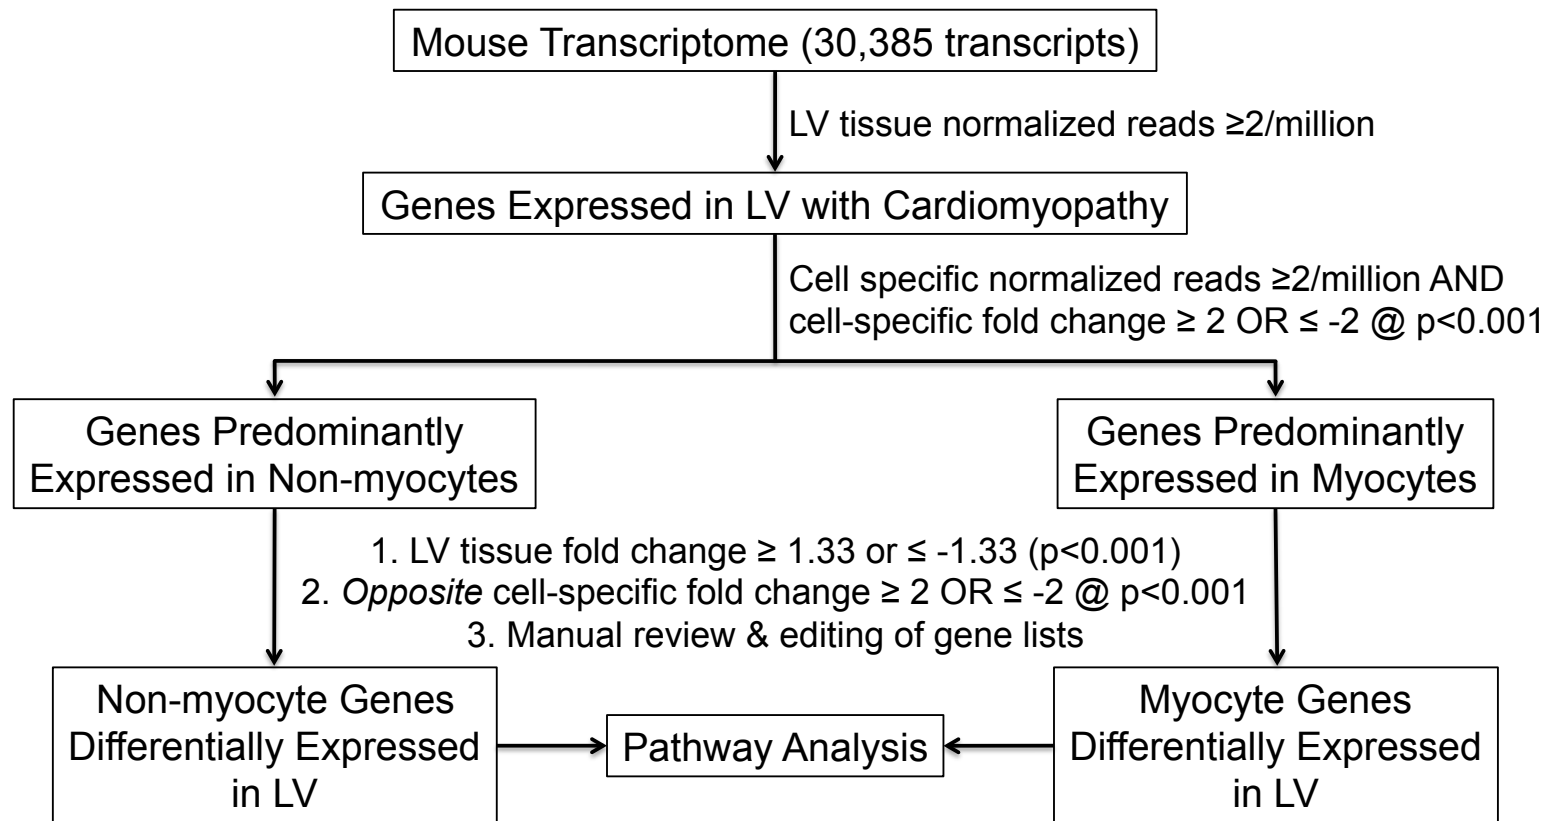 Mouse Transcriptome (30,385 transcripts)
LV tissue normalized reads ≥2/million
Genes Expressed in LV with Cardiomyopathy
Cell specific normalized reads ≥2/million AND
cell-specific fold change ≥ 2 OR ≤ -2 @ p<0.001
Genes Predominantly
Expressed in Non-myocytes
Genes Predominantly
Expressed in Myocytes
1. LV tissue fold change ≥ 1.33 or ≤ -1.33 (p<0.001)
2. Opposite cell-specific fold change ≥ 2 OR ≤ -2 @ p<0.001
3. Manual review & editing of gene lists
Non-myocyte Genes
Differentially Expressed
in LV
Pathway Analysis
Myocyte Genes
Differentially Expressed
in LV